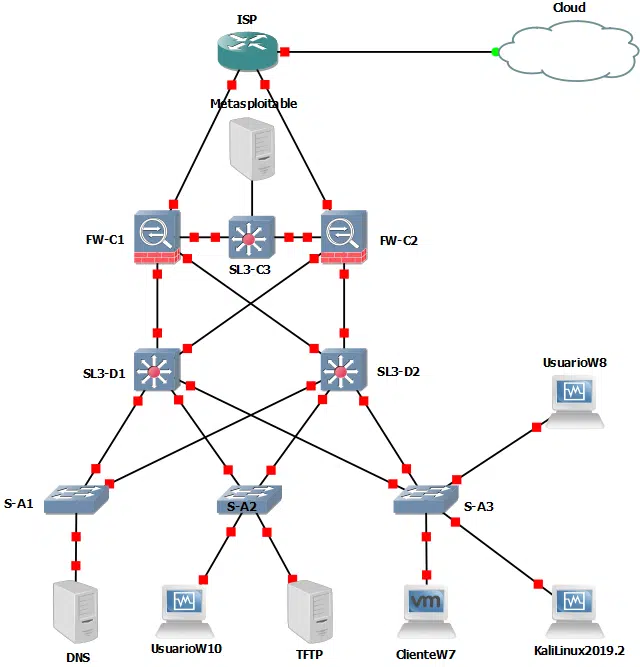 Cloud
ISP
Metasploitable
FW-C1
FW-C2
SL3-C3
SL3-D1
SL3-D2
UsuarioW8
S-A1
S-A2
S-A3
DNS
UsuarioW10
TFTP
vm
ClienteW7
KaliLinux2019.2